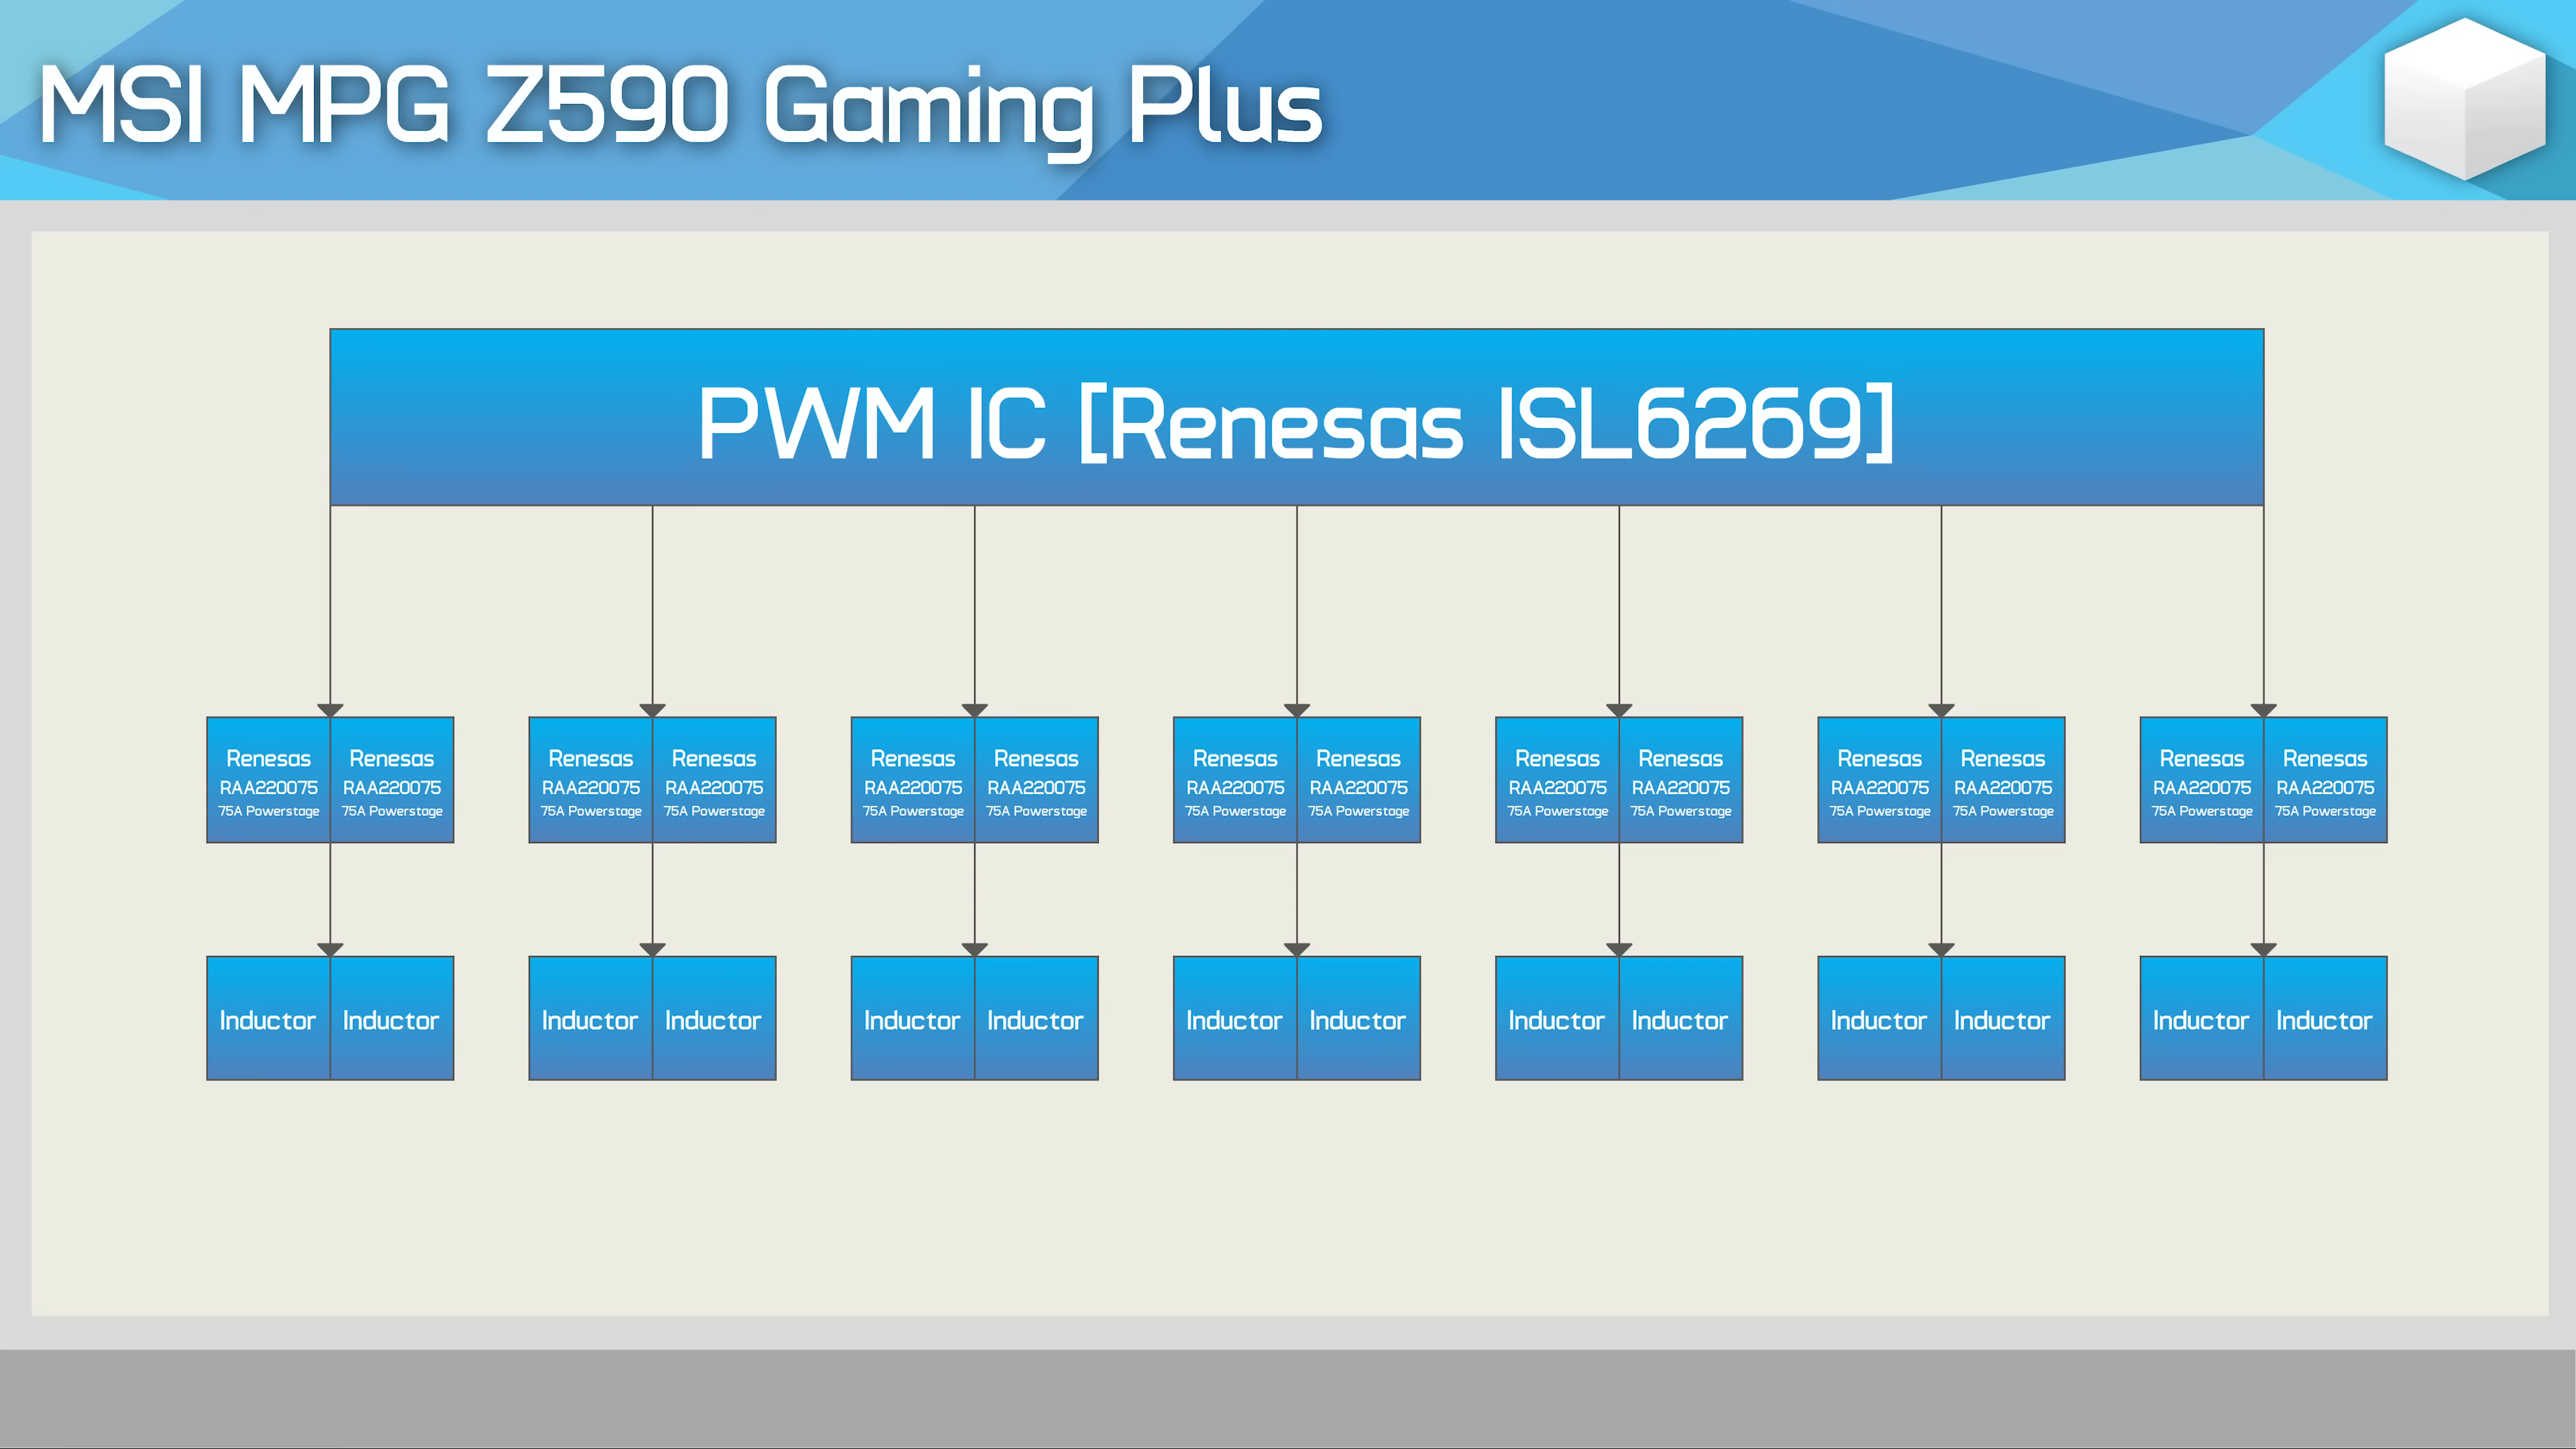 MSI MPG Z590 Gaming Plus
PWM IC [Renesas ISL6269]
Renesas Renesas Renesas Renesas Renesas Renesas Renesas Renesas Renesas Renesas Renesas Renesas Renesas Renesas
RAA220075 RAA220075 RAA220075 RAA220075 RAA220075 RAA220075 RAA220075 RAA220075 RAA220075 RAA220075 RAA220075 RAA220075 RAA220075 RAA220075
75A Powerstage 75A Powerstage 75A Powerstage 75A Powerstage 75A Powerstage 75A Powerstage 75A Powerstage 75A Powerstage 75A Powerstage 75A Powerstage 75A Powerstage 75A Powerstage 75A Powerstage 75A Powerstage
Inductor Inductor Inductor Inductor Inductor Inductor Inductor Inductor Inductor Inductor Inductor Inductor Inductor Inductor